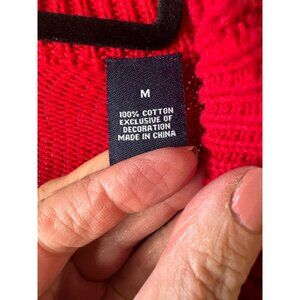 M
100% COTTON
EXCLUSIVE OF
DECORATION
MADE IN CHINA